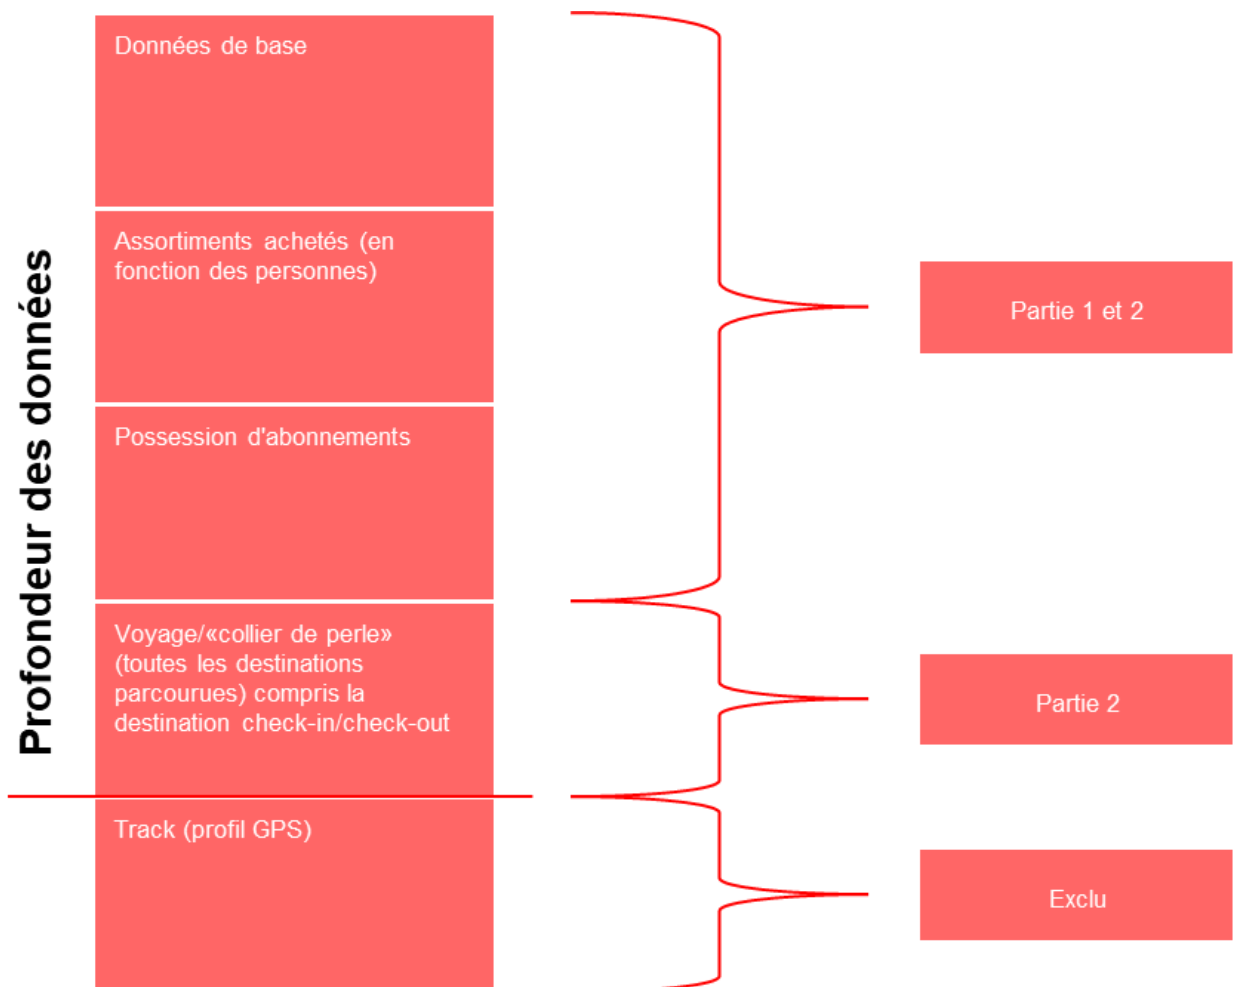 Profondeur des données
Données de base
Assortiments achetés (en
fonction des personnes)
Possession d'abonnements
Voyage/«collier de perle»
(toutes les destinations
parcourues) compris la
destination check-in/check-out
Track (profil GPS)
Partie 1 et 2
Partie 2
Exclu